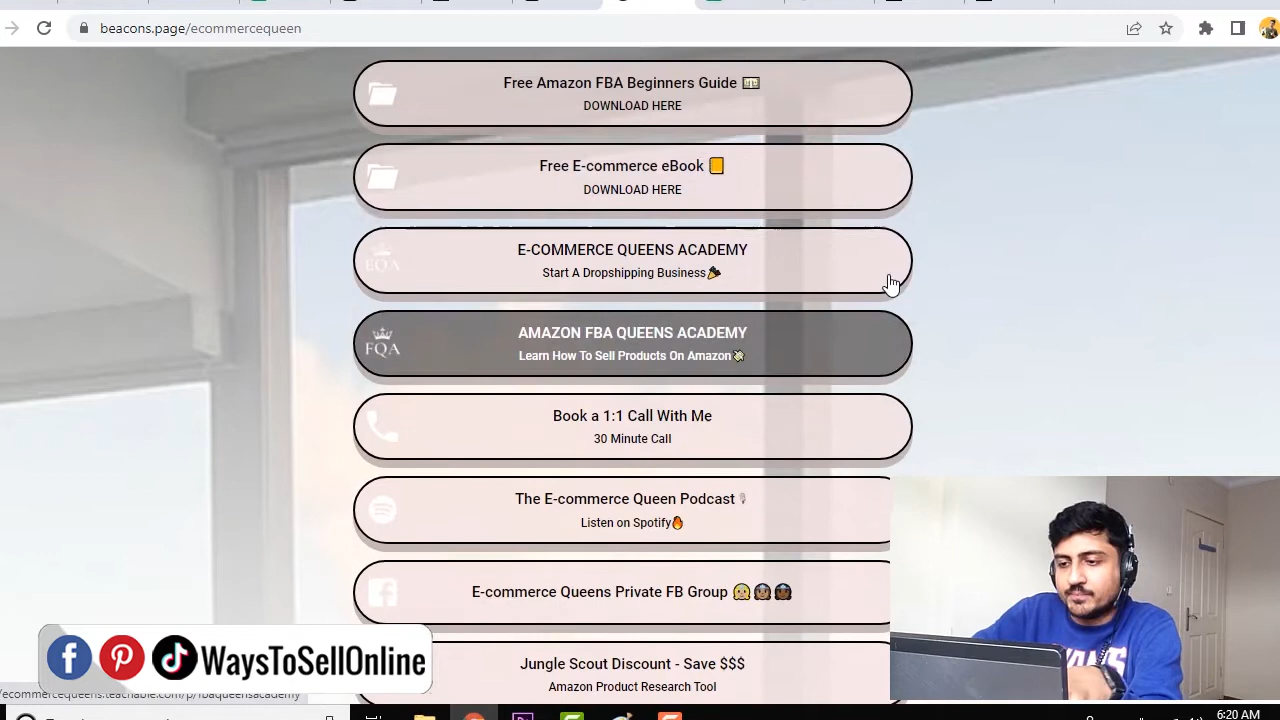 beacons.page/ecommercequeen
Free Amazon FBA Beginners Guide 💵
DOWNLOAD HERE
Free E-commerce eBook 📒
DOWNLOAD HERE
EQA
E-COMMERCE QUEENS ACADEMY
Start A Dropshipping Business
FQA
AMAZON FBA QUEENS ACADEMY
Learn How To Sell Products On Amazon
Book a 1:1 Call With Me
30 Minute Call
The E-commerce Queen Podcast
Listen on Spotify🔥
E-commerce Queens Private FB Group
Jungle Scout Discount - Save $$$
Amazon Product Research Tool
WaysToSellOnline
ecommercequeens.teachable.com/p/fbaqueensacademy
6:20 AM